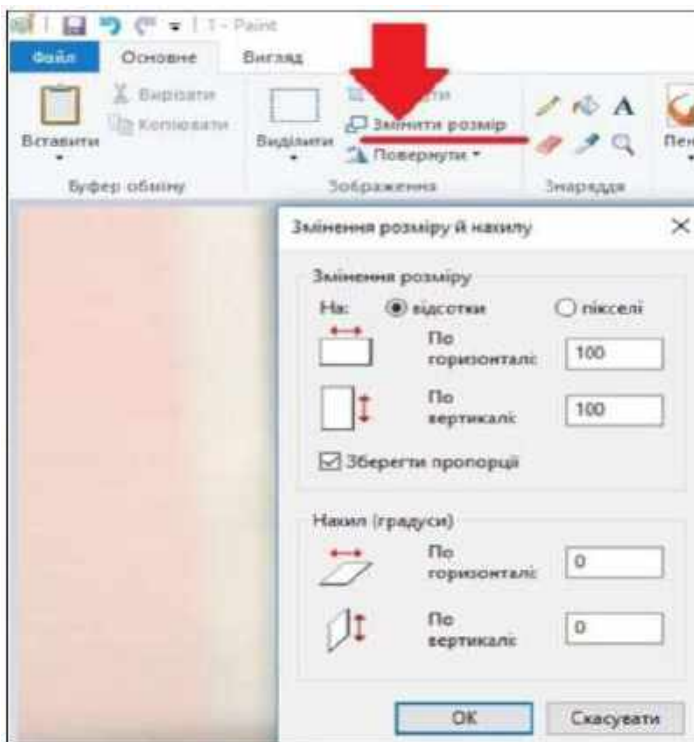 1 - Paint
Файл Основне Вигляд
Вирізати
Копіювати
Вставити
Виділити
Змінити розмір
Повернути
A
Буфер обміну Зображення Знаряддя
Змінення розміру й нахилу
Змінення розміру
На: відсотки пікселі
По
горизонталі: 100
По
вертикалі: 100
Зберегти пропорції
Нахил (градуси)
По
горизонталі: 0
По
вертикалі: 0
OK Скасувати